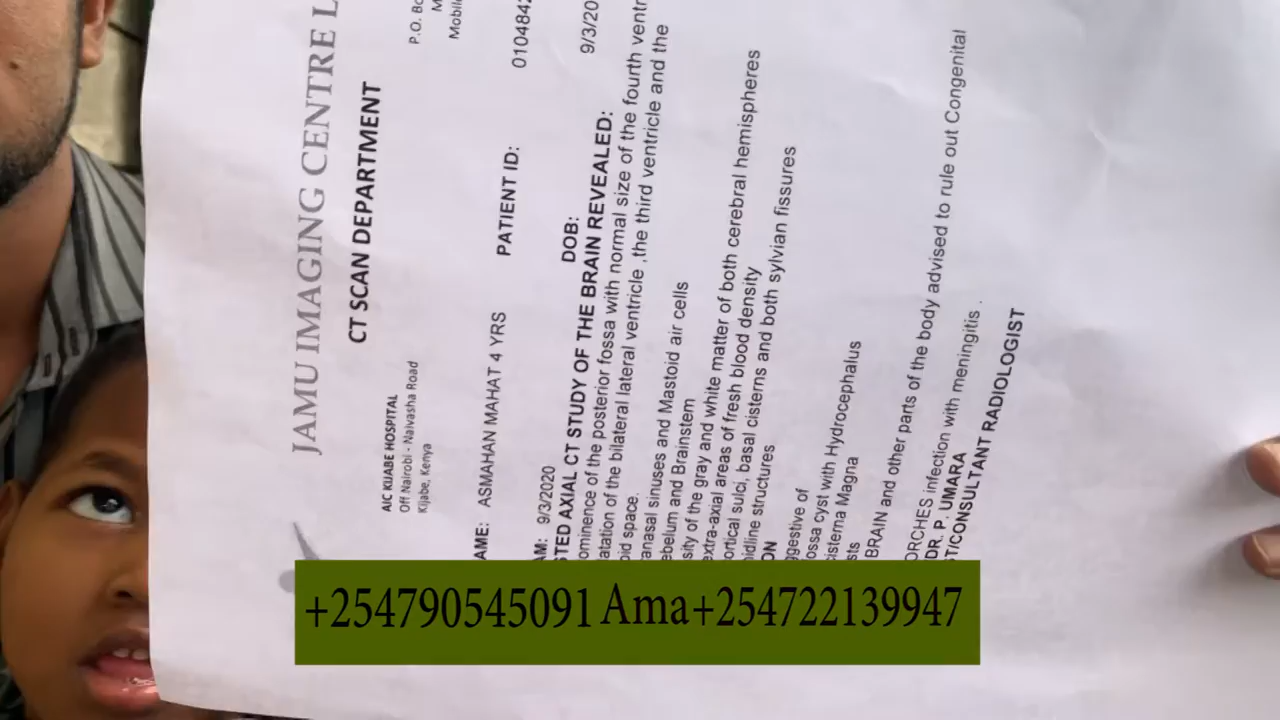 JAMU IMAGING CENTRE L
CT SCAN DEPARTMENT
AIC KIJABE HOSPITAL
Off Nairobi - Naivasha Road
Kijabe, Kenya
P.O. Bo
M
Mobile
AME: ASMAHAN MAHAT 4 YRS PATIENT ID: 0104842
AM: 9/3/2020 DOB: 9/3/20
STED AXIAL CT STUDY OF THE BRAIN REVEALED:
ominence of the posterior fossa with normal size of the fourth ventr
atation of the bilateral lateral ventricle ,the third ventricle and the
oid space.
anasal sinuses and Mastoid air cells
ebelum and Brainstem
sity of the gray and white matter of both cerebral hemispheres
extra-axial areas of fresh blood density
ortical sulci, basal cisterns and both sylvian fissures
idline structures
ON
ggestive of
ossa cyst with Hydrocephalus
cisterna Magna
sts
BRAIN and other parts of the body advised to rule out Congenital
ORCHES infection with meningitis .
DR. P. UMARA
TICONSULTANT RADIOLOGIST
+254790545091 Ama +254722139947